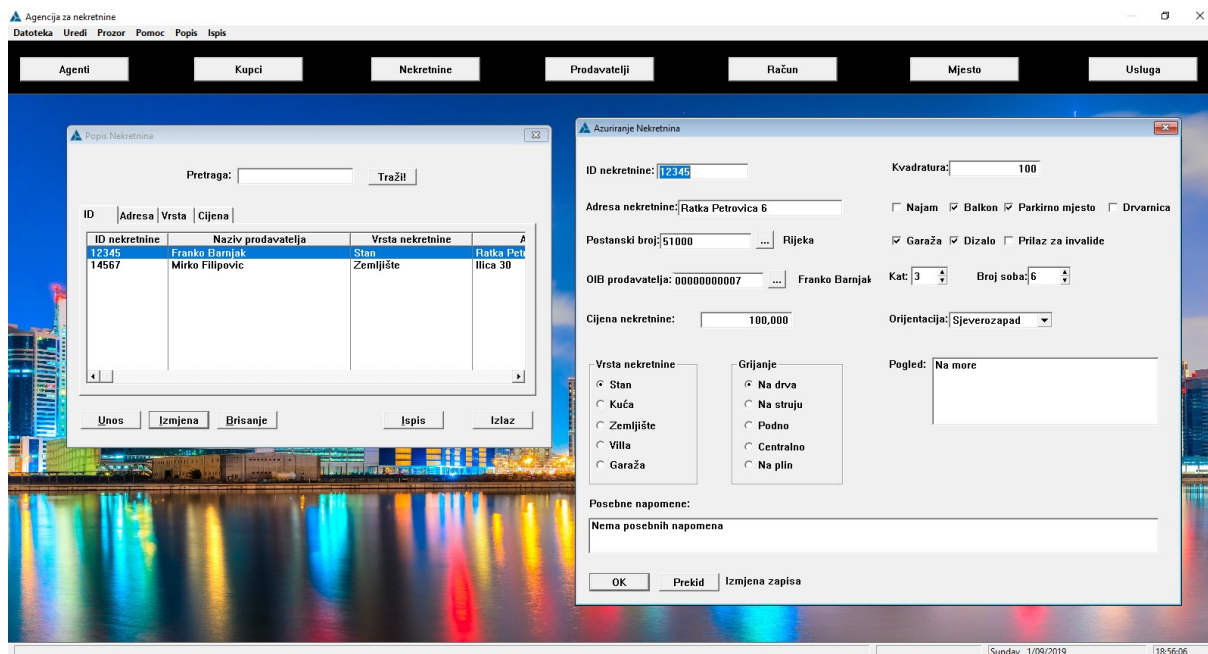 Agencija za nekretnine
Datoteka Uredi Prozor Pomoc Popis Ispis
Agenti Kupci Nekretnine Prodavatelji Račun Mjesto Usluga
Popis Nekretnina
Pretraga: Traži!
ID Adresa Vrsta Cijena
ID nekretnine Naziv prodavatelja Vrsta nekretnine A
12345 Franko Barnjak Stan Ratka Pet
14567 Mirko Filipovic Zemljište Ilica 30
Unos Izmjena Brisanje Ispis Izlaz
Azuriranje Nekretnina
ID nekretnine: 12345 Kvadratura: 100
Adresa nekretnine: Ratka Petrovica 6 Najam Balkon Parkirno mjesto Drvarnica
Postanski broj: 51000 ... Rijeka Garaža Dizalo Prilaz za invalide
OIB prodavatelja: 00000000007 ... Franko Barnjak Kat: 3 Broj soba: 6
Cijena nekretnine: 100,000 Orijentacija: Sjeverozapad
Vrsta nekretnine Grijanje Pogled: Na more
Stan Na drva
Kuća Na struju
Zemljište Podno
Villa Centralno
Garaža Na plin
Posebne napomene:
Nema posebnih napomena
OK Prekid Izmjena zapisa
Sunday, 1/09/2019 18:56:06